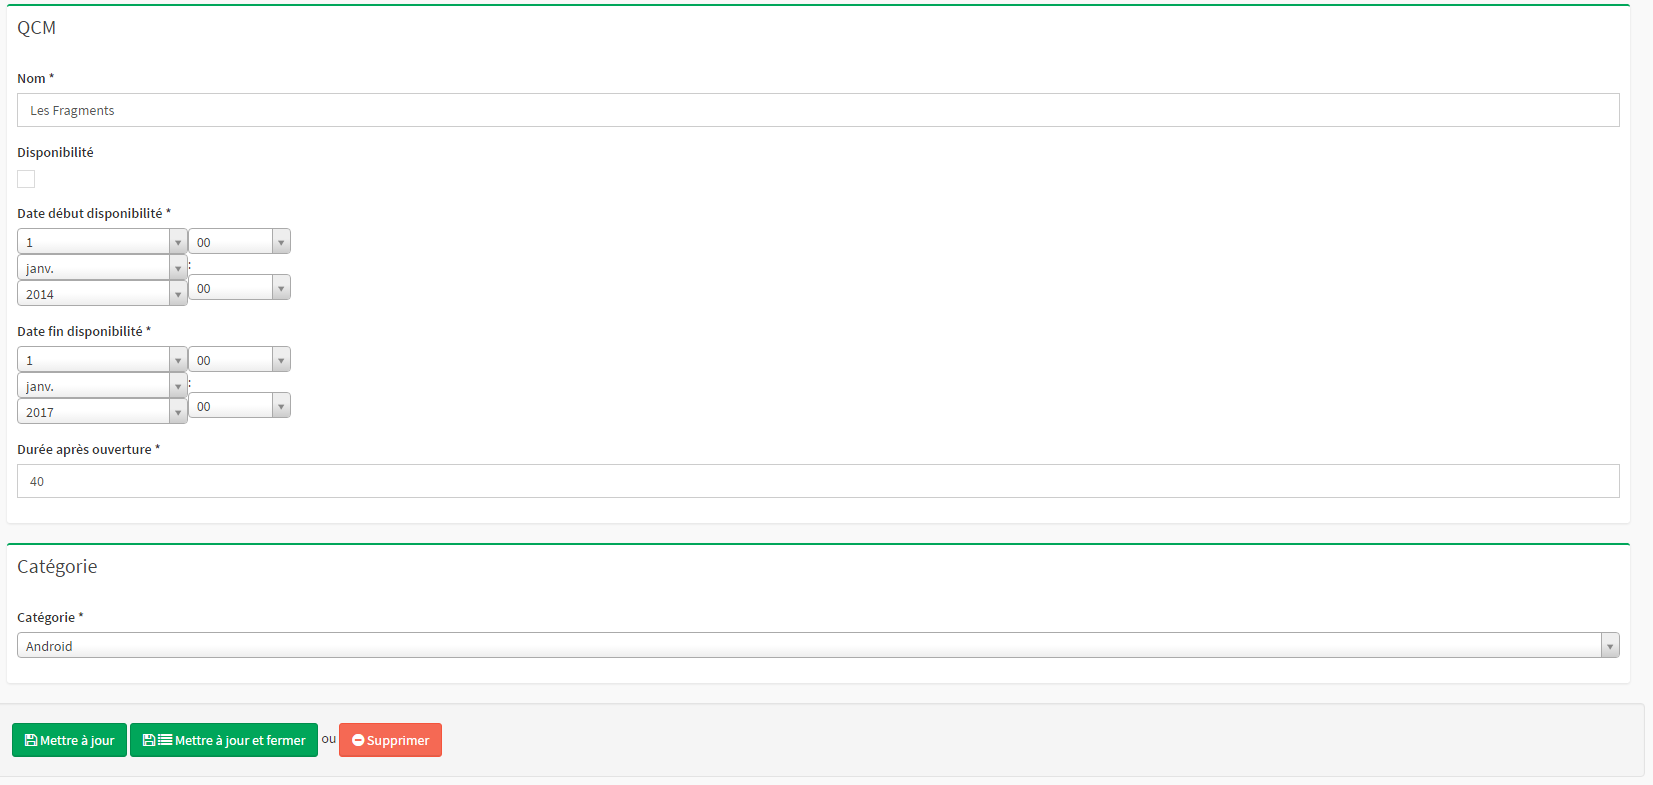 QCM
Nom *
Les Fragments
Disponibilité
Date début disponibilité *
1 00
janv. :
2014 00
Date fin disponibilité *
1 00
janv. :
2017 00
Durée après ouverture *
40
Catégorie
Catégorie *
Android
Mettre à jour Mettre à jour et fermer ou Supprimer